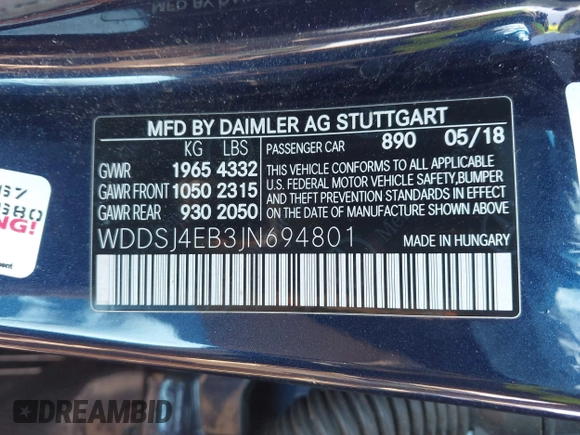 MFD BY DAIMLER AG STUTTGART
KG LBS
PASSENGER CAR 890 05/18
GVWR 1965 4332
GAWR FRONT 1050 2315
GAWR REAR 930 2050
THIS VEHICLE CONFORMS TO ALL APPLICABLE
U.S. FEDERAL MOTOR VEHICLE SAFETY,BUMPER
AND THEFT PREVENTION STANDARDS IN EFFECT
ON THE DATE OF MANUFACTURE SHOWN ABOVE
WDDSJ4EB3JN694801 MADE IN HUNGARY
DREAMBID